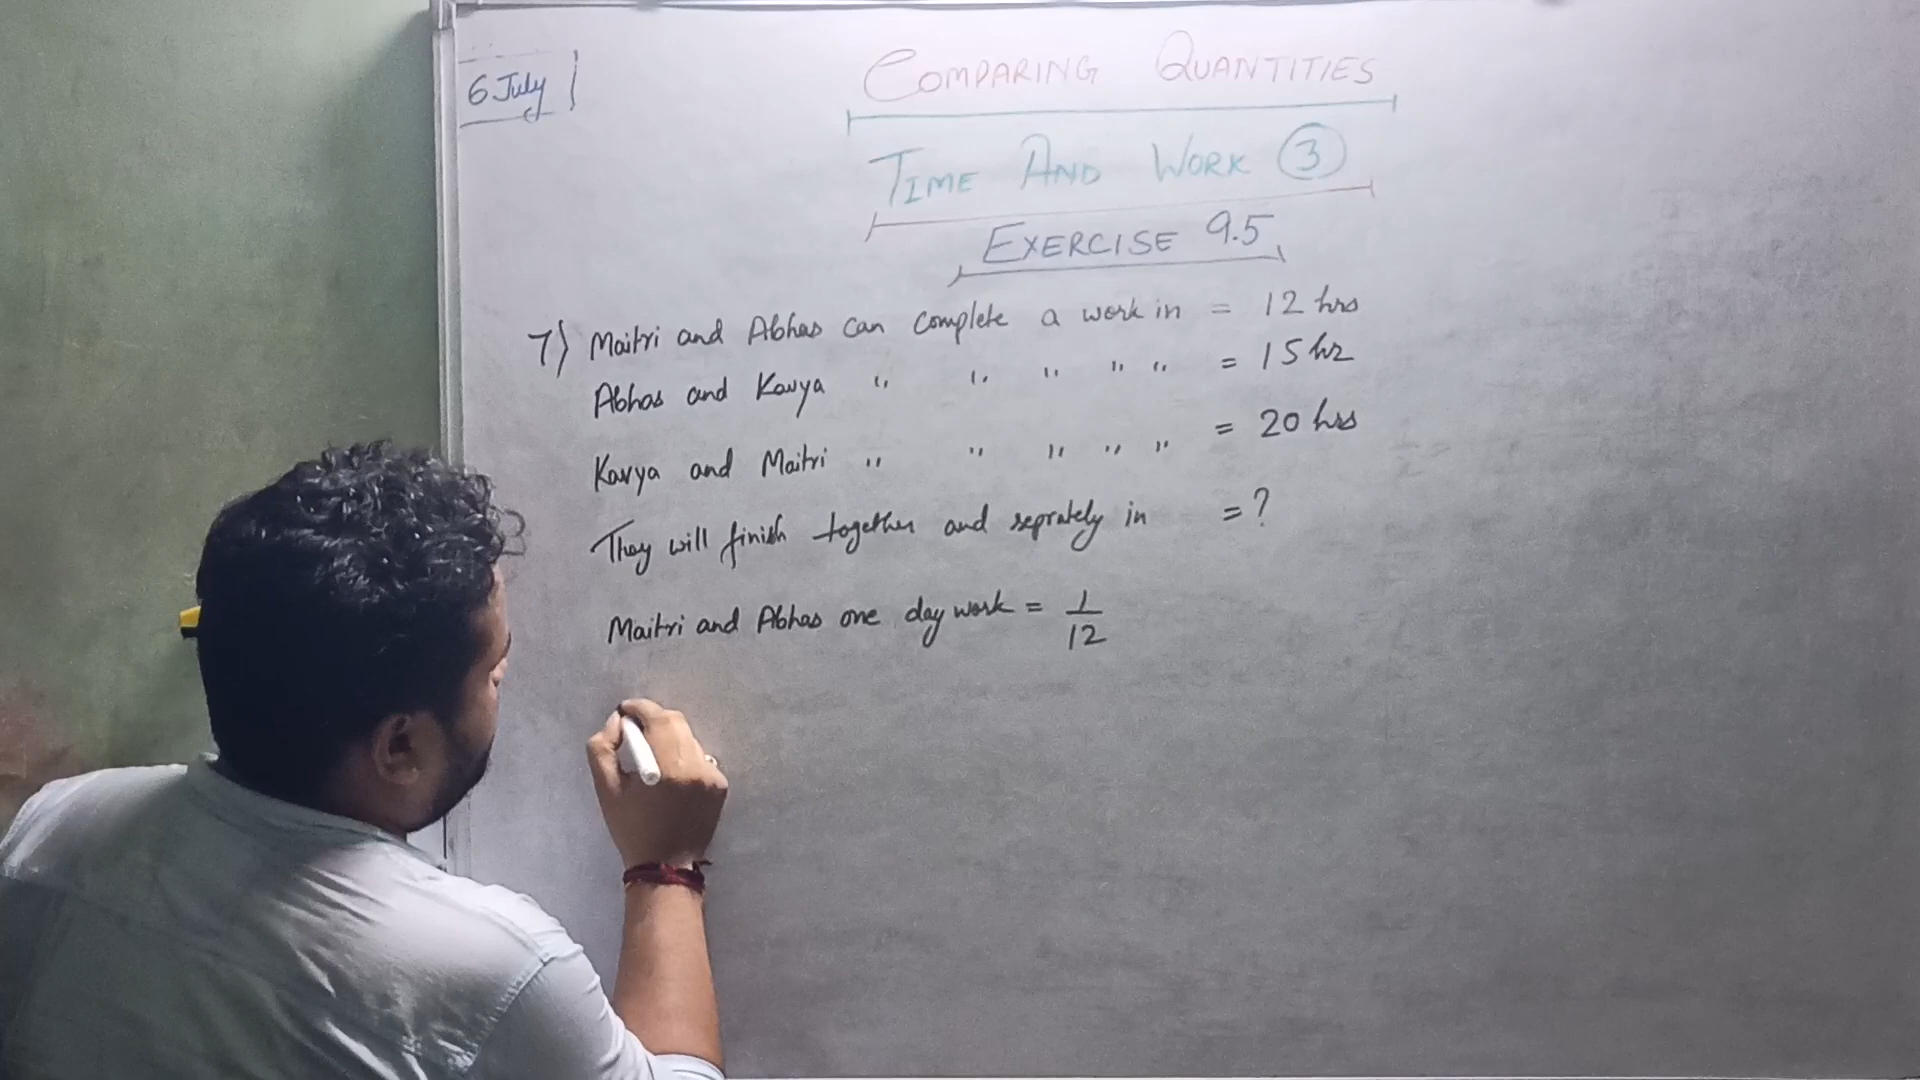 6 July
COMPARING QUANTITIES
TIME AND WORK 3
EXERCISE 9.5
7) Maitri and Abhas can complete a work in = 12 hrs
Abhas and Kavya " " " " " = 15 hr
Kavya and Maitri " " " " " = 20 hrs
They will finish together and seprately in = ?
Maitri and Abhas one day work = 1/12